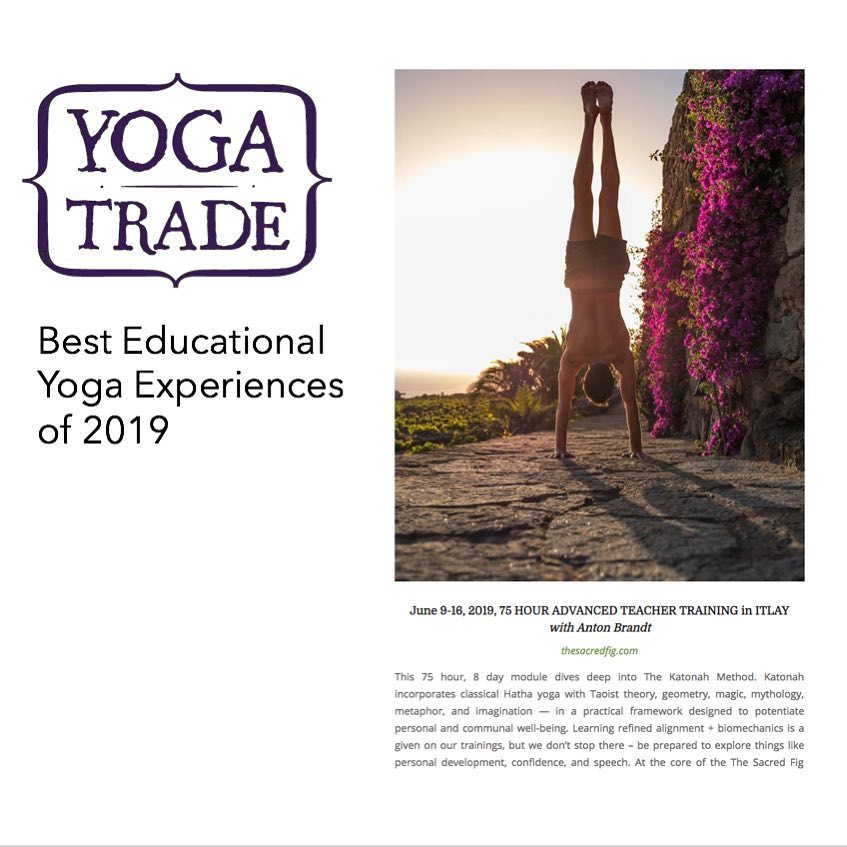 YOGA
TRADE
Best Educational
Yoga Experiences
of 2019
June 9-16, 2019, 75 HOUR ADVANCED TEACHER TRAINING in ITLAY
with Anton Brandt
thesacredfig.com
This 75 hour, 8 day module dives deep into The Katonah Method. Katonah
incorporates classical Hatha yoga with Taoist theory, geometry, magic, mythology,
metaphor, and imagination — in a practical framework designed to potentiate
personal and communal well-being. Learning refined alignment + biomechanics is a
given on our trainings, but we don’t stop there – be prepared to explore things like
personal development, confidence, and speech. At the core of the The Sacred Fig